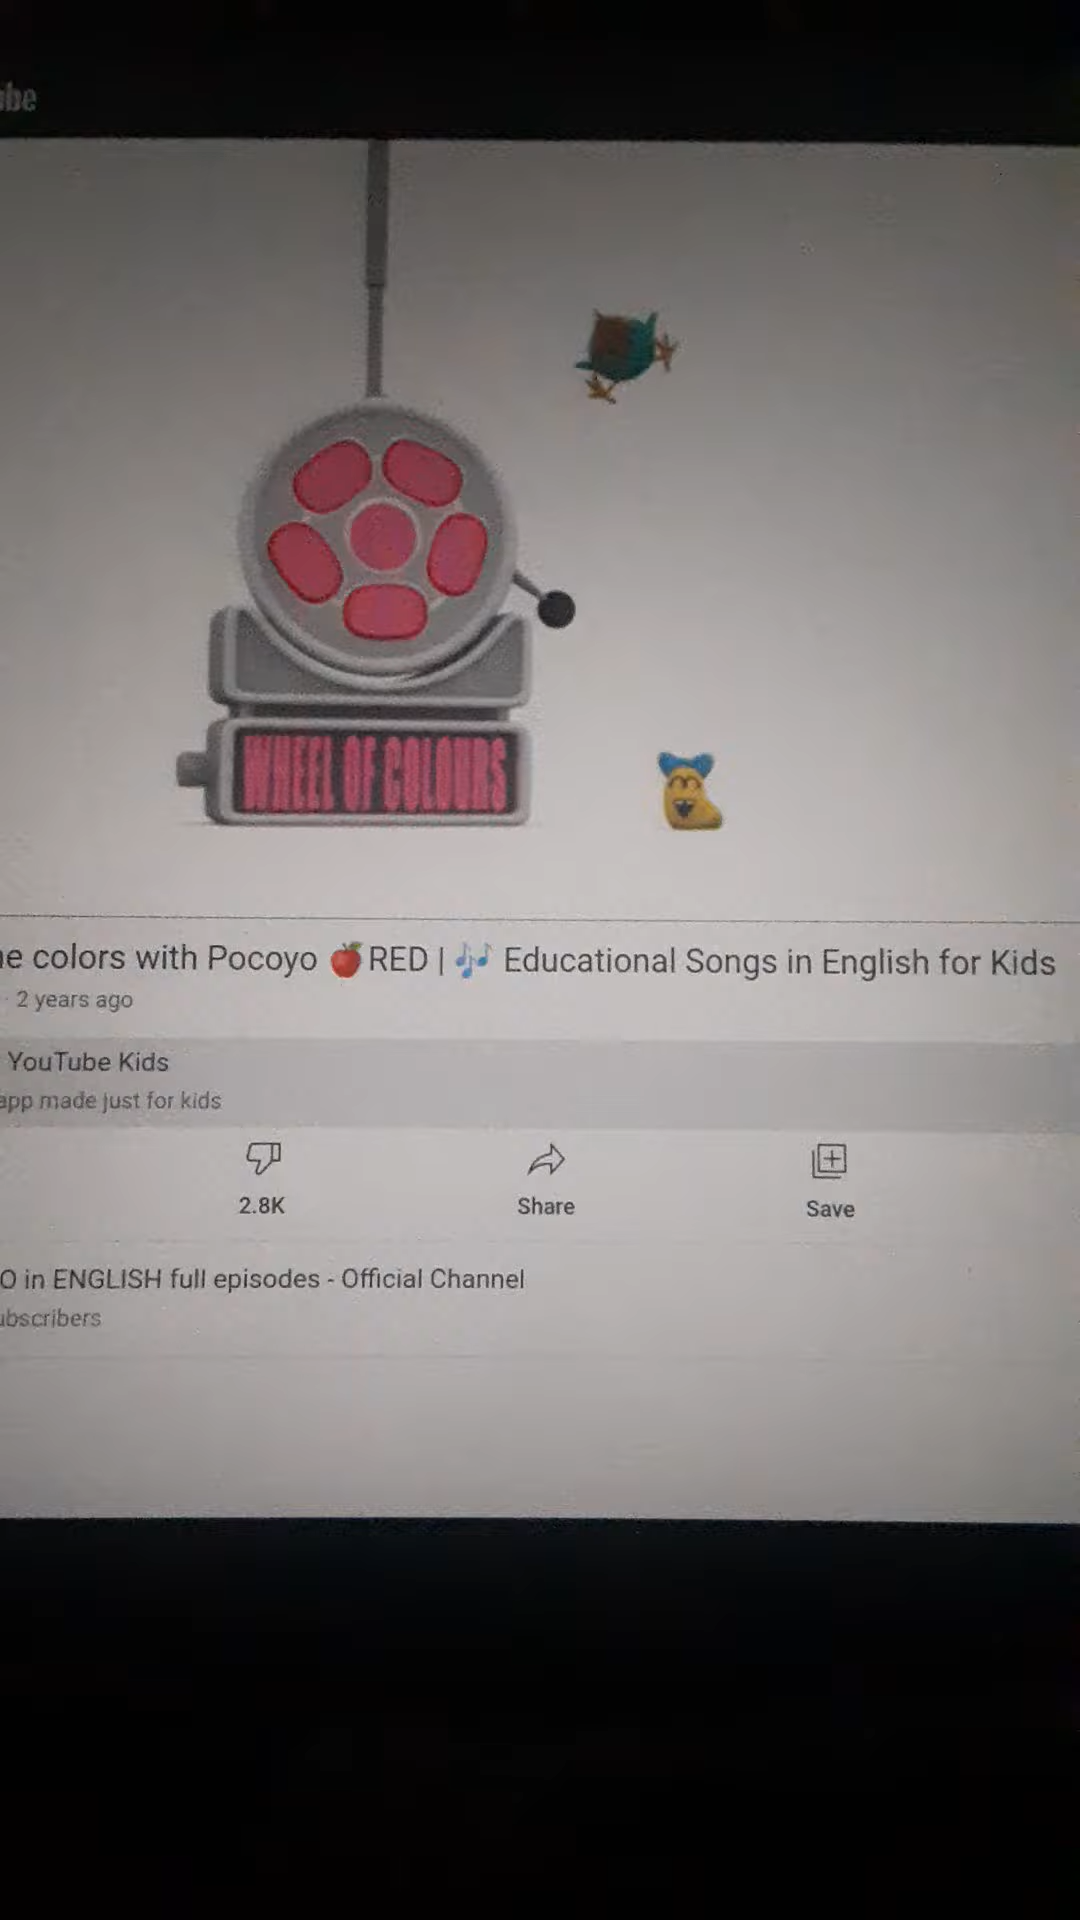 ube
WHEEL OF COLOURS
e colors with Pocoyo 🍎RED | 🎶 Educational Songs in English for Kids
· 2 years ago
YouTube Kids
app made just for kids
2.8K
Share
Save
O in ENGLISH full episodes - Official Channel
ubscribers